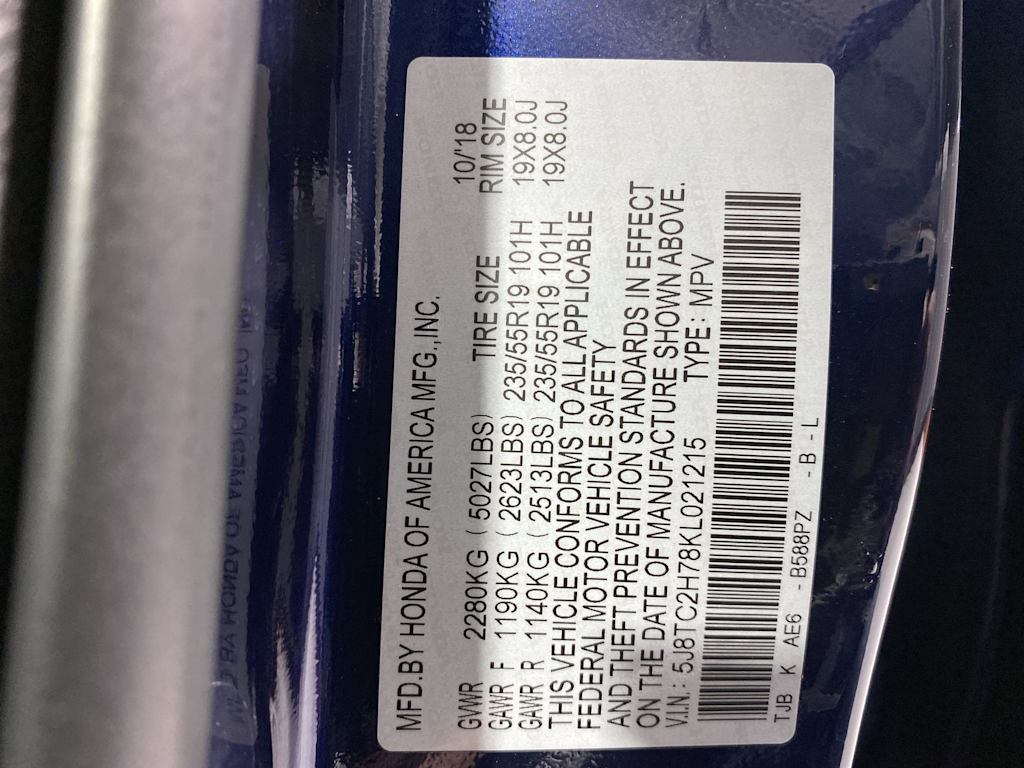 MFD.BY HONDA OF AMERICA MFG.,INC.
10/'18
GVWR 2280KG ( 5027LBS) TIRE SIZE RIM SIZE
GAWR F 1190KG ( 2623LBS) 235/55R19 101H 19X8.0J
GAWR R 1140KG ( 2513LBS) 235/55R19 101H 19X8.0J
THIS VEHICLE CONFORMS TO ALL APPLICABLE
FEDERAL MOTOR VEHICLE SAFETY
AND THEFT PREVENTION STANDARDS IN EFFECT
ON THE DATE OF MANUFACTURE SHOWN ABOVE.
V.I.N.: 5J8TC2H78KL021215 TYPE: MPV
TJB K AE6 -B588PZ -B-L